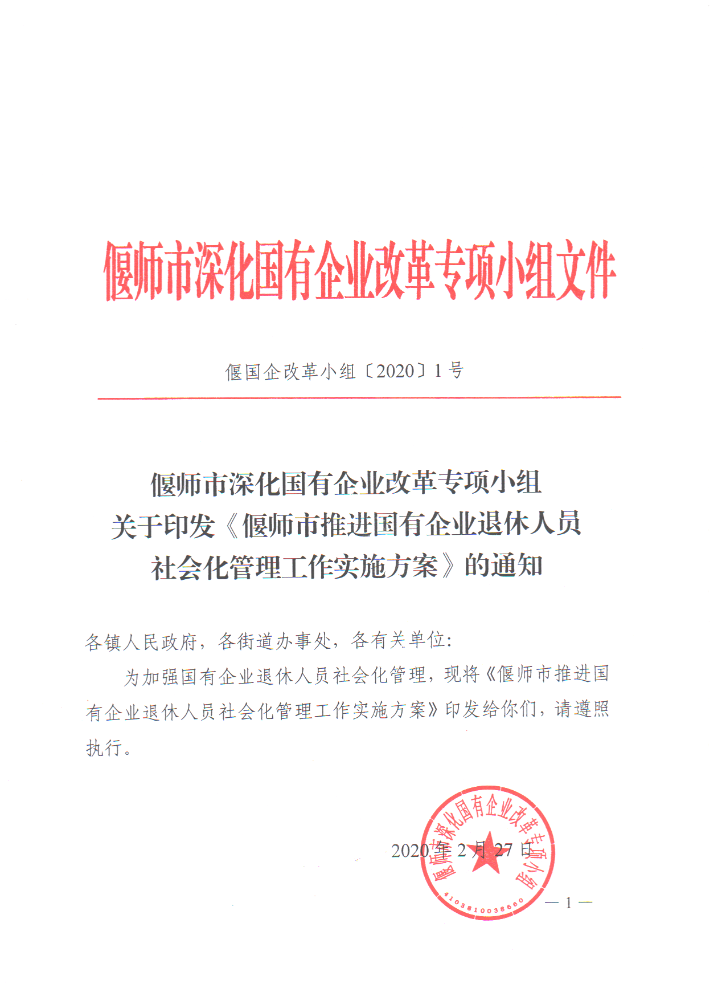 偃师市深化国有企业改革专项小组文件
偃国企改革小组〔2020〕1号
偃师市深化国有企业改革专项小组
关于印发《偃师市推进国有企业退休人员
社会化管理工作实施方案》的通知
各镇人民政府，各街道办事处，各有关单位：
为加强国有企业退休人员社会化管理，现将《偃师市推进国
有企业退休人员社会化管理工作实施方案》印发给你们，请遵照
执行。
偃师市深化国有企业改革专项小组
2020年2月27日
4103810038660
— 1 —